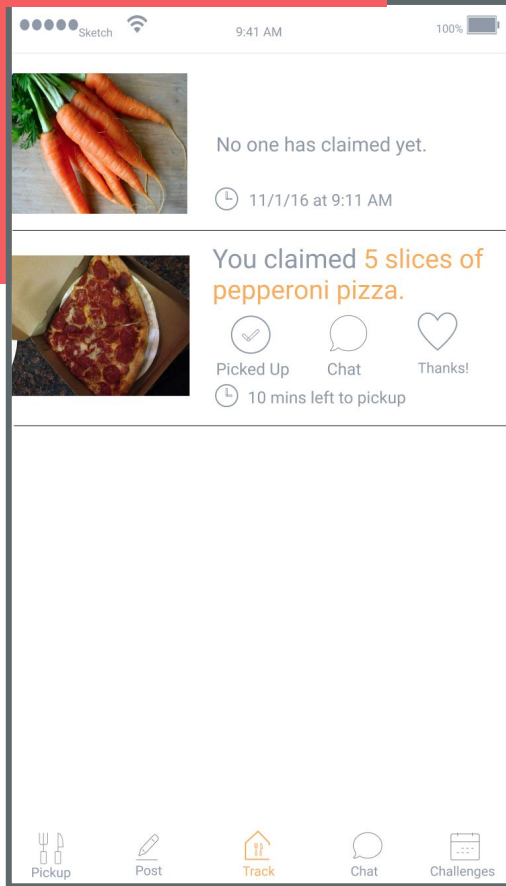 Sketch 9:41 AM 100%
No one has claimed yet.
11/1/16 at 9:11 AM
You claimed 5 slices of
pepperoni pizza.
Picked Up Chat Thanks!
10 mins left to pickup
Pickup Post Track Chat Challenges